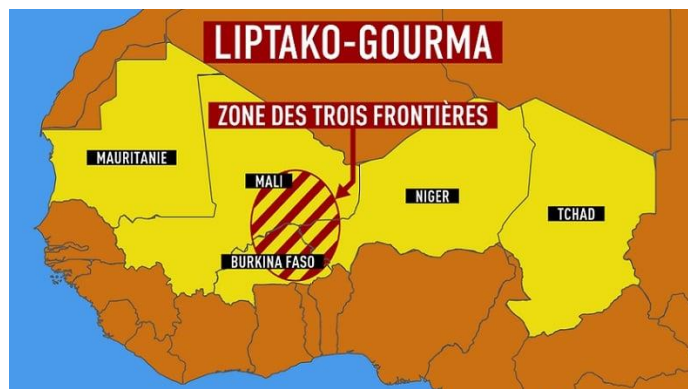 LIPTAKO-GOURMA
ZONE DES TROIS FRONTIÈRES
MAURITANIE
MALI
NIGER
TCHAD
BURKINA FASO